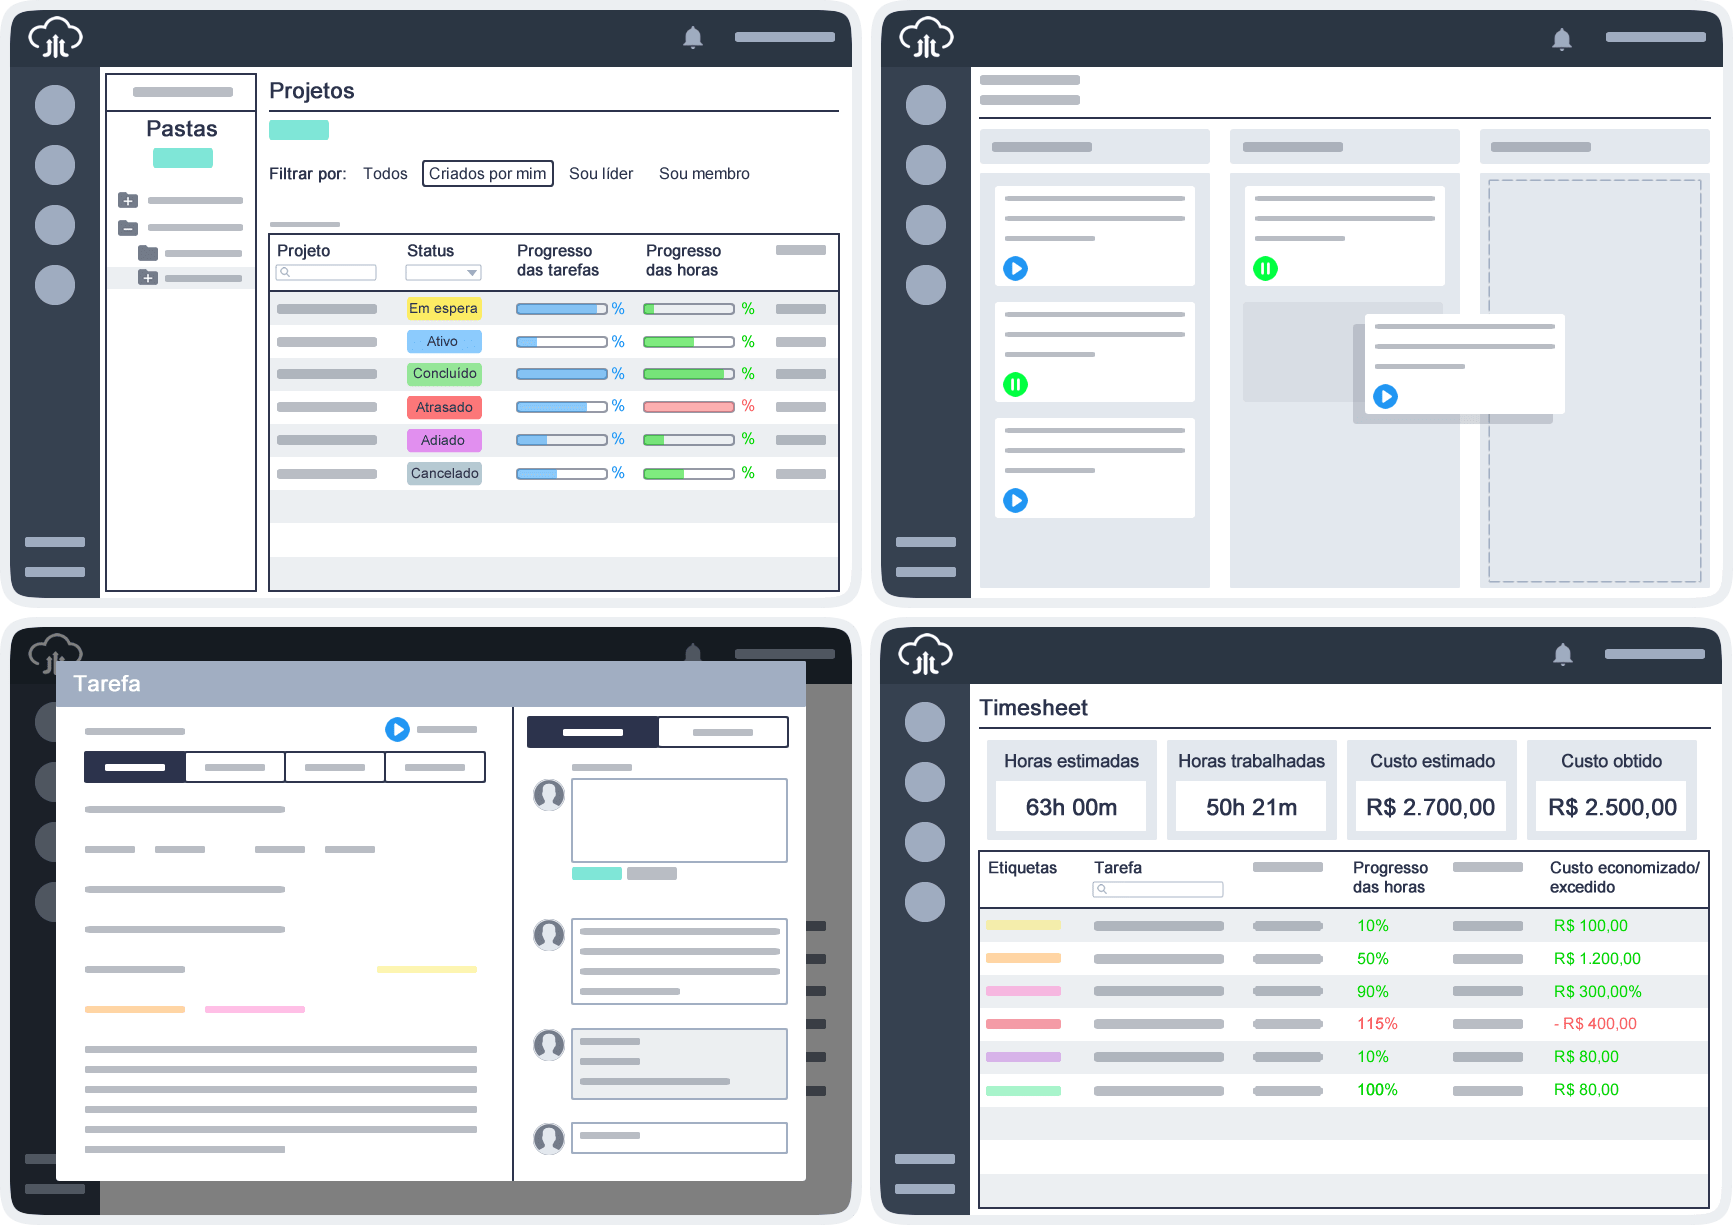 Projetos
Pastas
Filtrar por: Todos Criados por mim Sou líder Sou membro
Projeto Status Progresso das tarefas Progresso das horas
Em espera % %
Ativo % %
Concluído % %
Atrasado % %
Adiado % %
Cancelado % %
Tarefa
Timesheet
Horas estimadas Horas trabalhadas Custo estimado Custo obtido
63h 00m 50h 21m R$ 2.700,00 R$ 2.500,00
Etiquetas Tarefa Progresso das horas Custo economizado/ excedido
10% R$ 100,00
50% R$ 1.200,00
90% R$ 300,00%
115% - R$ 400,00
10% R$ 80,00
100% R$ 80,00